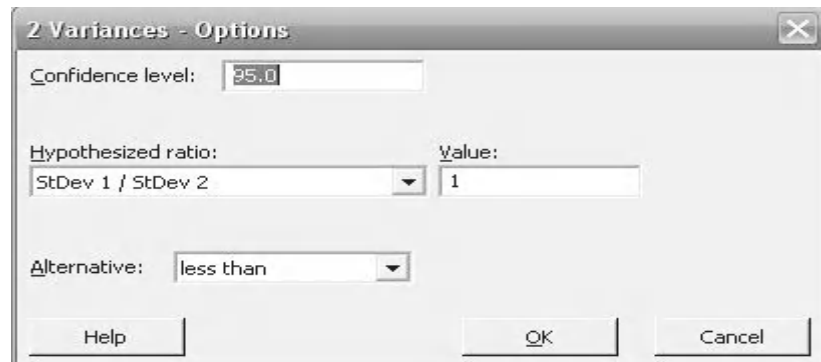 2 Variances - Options
Confidence level: 95.0
Hypothesized ratio: Value:
StDev 1 / StDev 2 1
Alternative: less than
Help OK Cancel